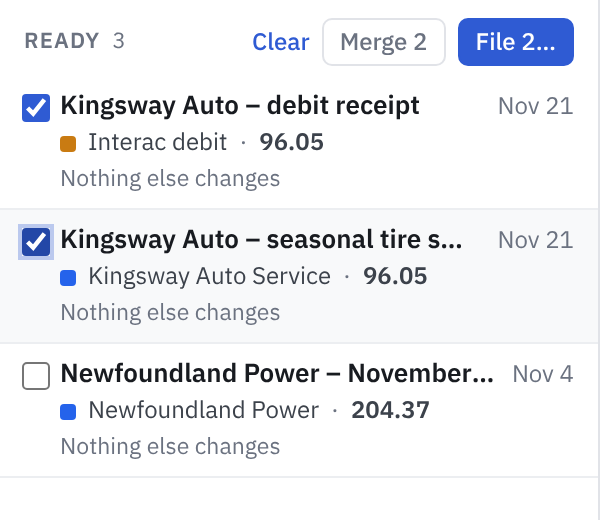 READY 3 Clear Merge 2 File 2...
Kingsway Auto – debit receipt Nov 21
Interac debit · 96.05
Nothing else changes
Kingsway Auto – seasonal tire s... Nov 21
Kingsway Auto Service · 96.05
Nothing else changes
Newfoundland Power – November... Nov 4
Newfoundland Power · 204.37
Nothing else changes